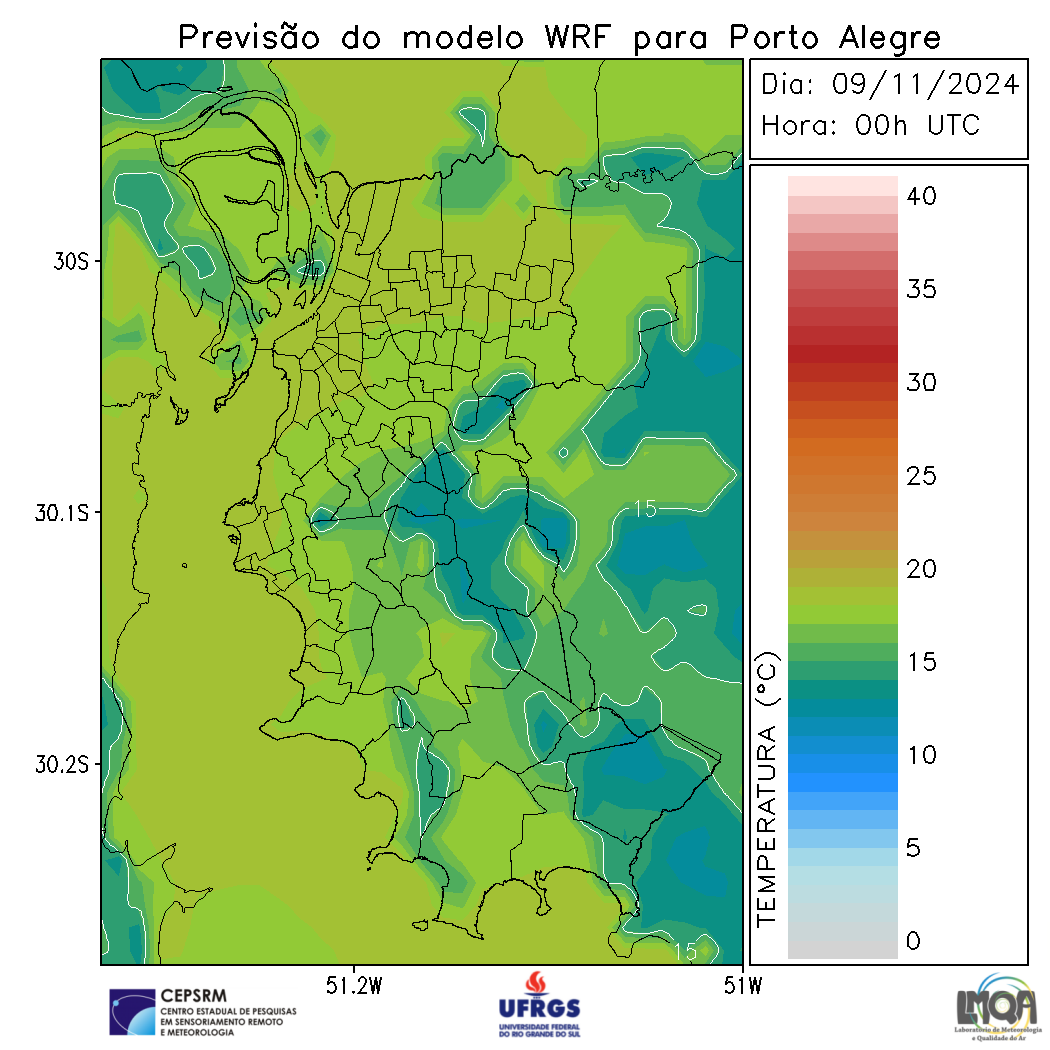 Previsão do modelo WRF para Porto Alegre
Dia: 09/11/2024
Hora: 00h UTC
40
35
30
25
20
15
10
5
0
TEMPERATURA (°C)
30S
30.1S
30.2S
51.2W
51W
15
15
CEPSRM
CENTRO ESTADUAL DE PESQUISAS
EM SENSORIAMENTO REMOTO
E METEOROLOGIA
UFRGS
UNIVERSIDADE FEDERAL
DO RIO GRANDE DO SUL
LMQA
Laboratório de Meteorologia
e Qualidade do Ar